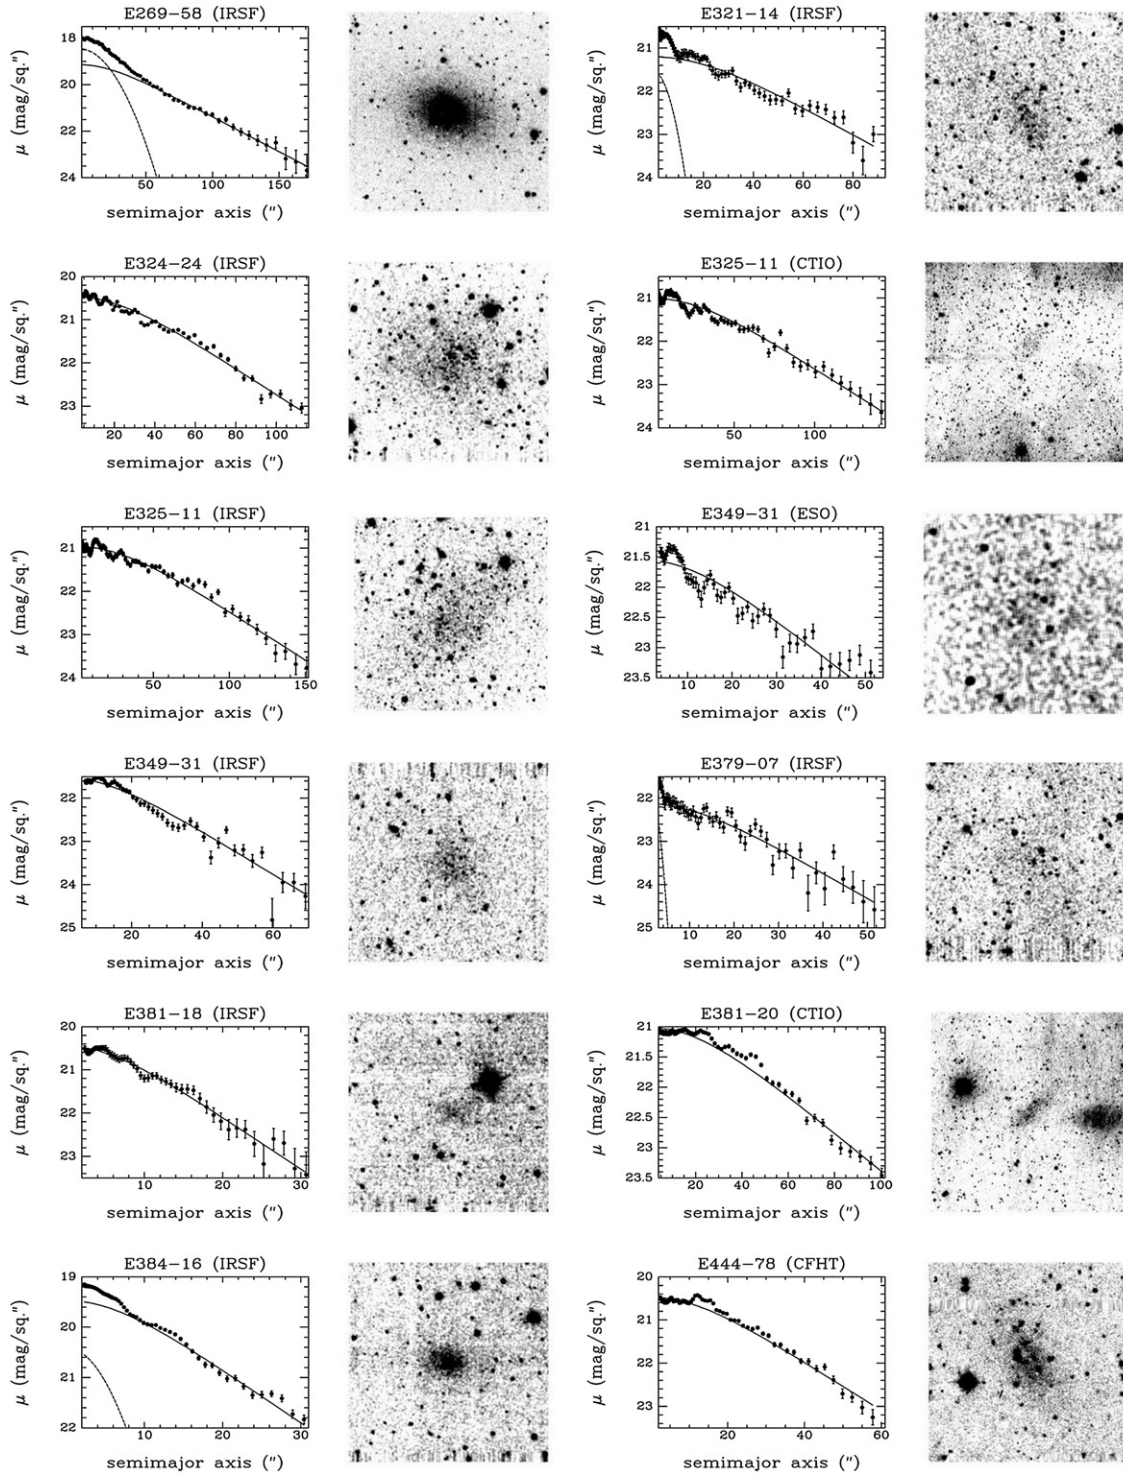 E269−58 (IRSF)
18
20
22
24
50 100 150
μ (mag/sq.")
semimajor axis (")
E321−14 (IRSF)
21
22
23
24
20 40 60 80
μ (mag/sq.")
semimajor axis (")
E324−24 (IRSF)
20
21
22
23
20 40 60 80 100
μ (mag/sq.")
semimajor axis (")
E325−11 (CTIO)
21
22
23
24
50 100
μ (mag/sq.")
semimajor axis (")
E325−11 (IRSF)
21
22
23
24
50 100 150
μ (mag/sq.")
semimajor axis (")
E349−31 (ESO)
21
21.5
22
22.5
23
23.5
10 20 30 40 50
μ (mag/sq.")
semimajor axis (")
E349−31 (IRSF)
22
23
24
25
20 40 60
μ (mag/sq.")
semimajor axis (")
E379−07 (IRSF)
22
23
24
25
10 20 30 40 50
μ (mag/sq.")
semimajor axis (")
E381−18 (IRSF)
20
21
22
23
10 20 30
μ (mag/sq.")
semimajor axis (")
E381−20 (CTIO)
21
21.5
22
22.5
23
23.5
20 40 60 80 100
μ (mag/sq.")
semimajor axis (")
E384−16 (IRSF)
19
20
21
22
10 20 30
μ (mag/sq.")
semimajor axis (")
E444−78 (CFHT)
20
21
22
23
20 40 60
μ (mag/sq.")
semimajor axis (")